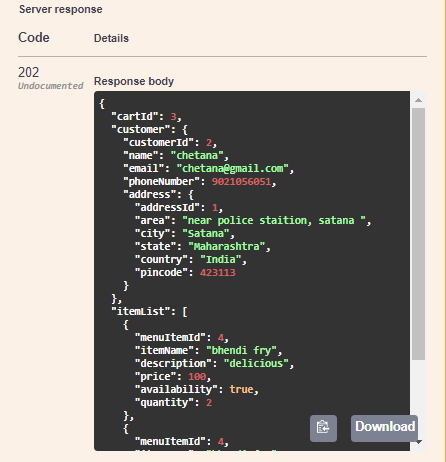 Server response
Code Details
202
Undocumented
Response body
{
"cartId": 3,
"customer": {
"customerId": 2,
"name": "chetana",
"email": "chetana@gmail.com",
"phoneNumber": 9021056051,
"address": {
"addressId": 1,
"area": "near police staition, satana ",
"city": "Satana",
"state": "Maharashtra",
"country": "India",
"pincode": 423113
}
},
"itemList": [
{
"menuItemId": 4,
"itemName": "bhendi fry",
"description": "delicious",
"price": 100,
"availability": true,
"quantity": 2
},
{
"menuItemId": 4,
Download